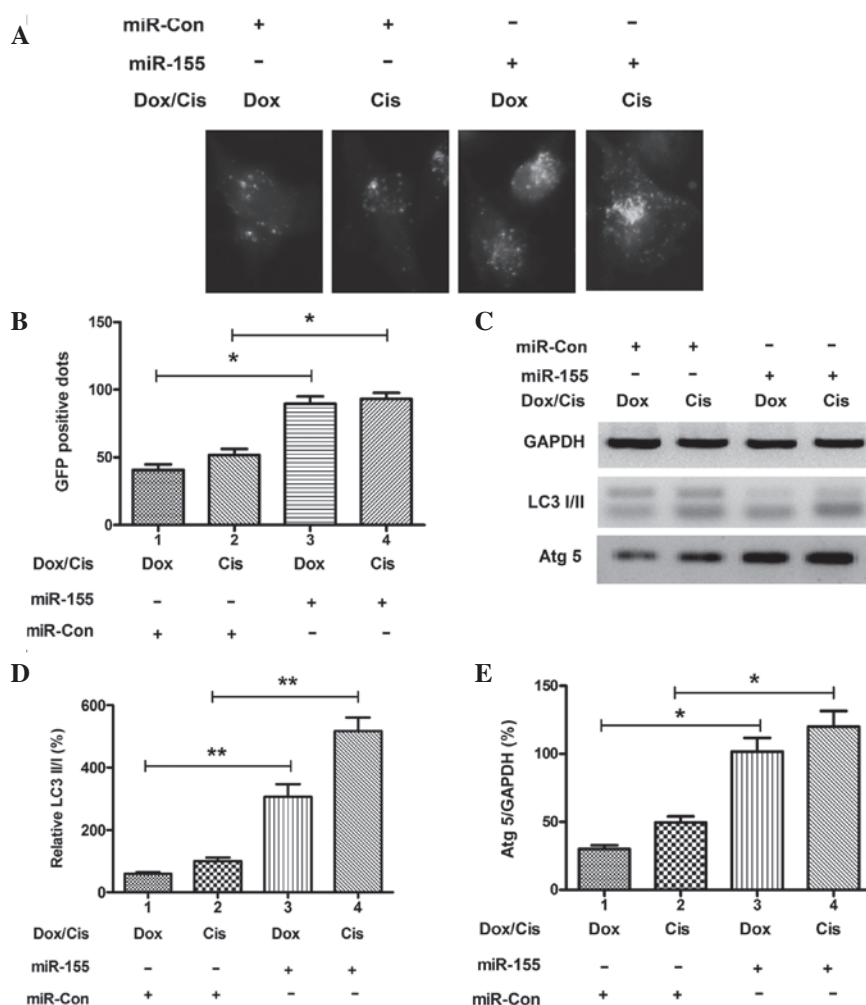 A
miR-Con + + – –
miR-155 – – + +
Dox/Cis Dox Cis Dox Cis
B
150
100
50
0
GFP positive dots
* *
1 2 3 4
Dox/Cis Dox Cis Dox Cis
miR-155 – – + +
miR-Con + + – –
C
miR-Con + + – –
miR-155 – – + +
Dox/Cis Dox Cis Dox Cis
GAPDH
LC3 I/II
Atg 5
D
600
400
200
0
Relative LC3 II/I (%)
** **
1 2 3 4
Dox/Cis Dox Cis Dox Cis
miR-155 – – + +
miR-Con + + – –
E
150
100
50
0
Atg 5/GAPDH (%)
* *
1 2 3 4
Dox/Cis Dox Cis Dox Cis
miR-155 – – + +
miR-Con + + – –